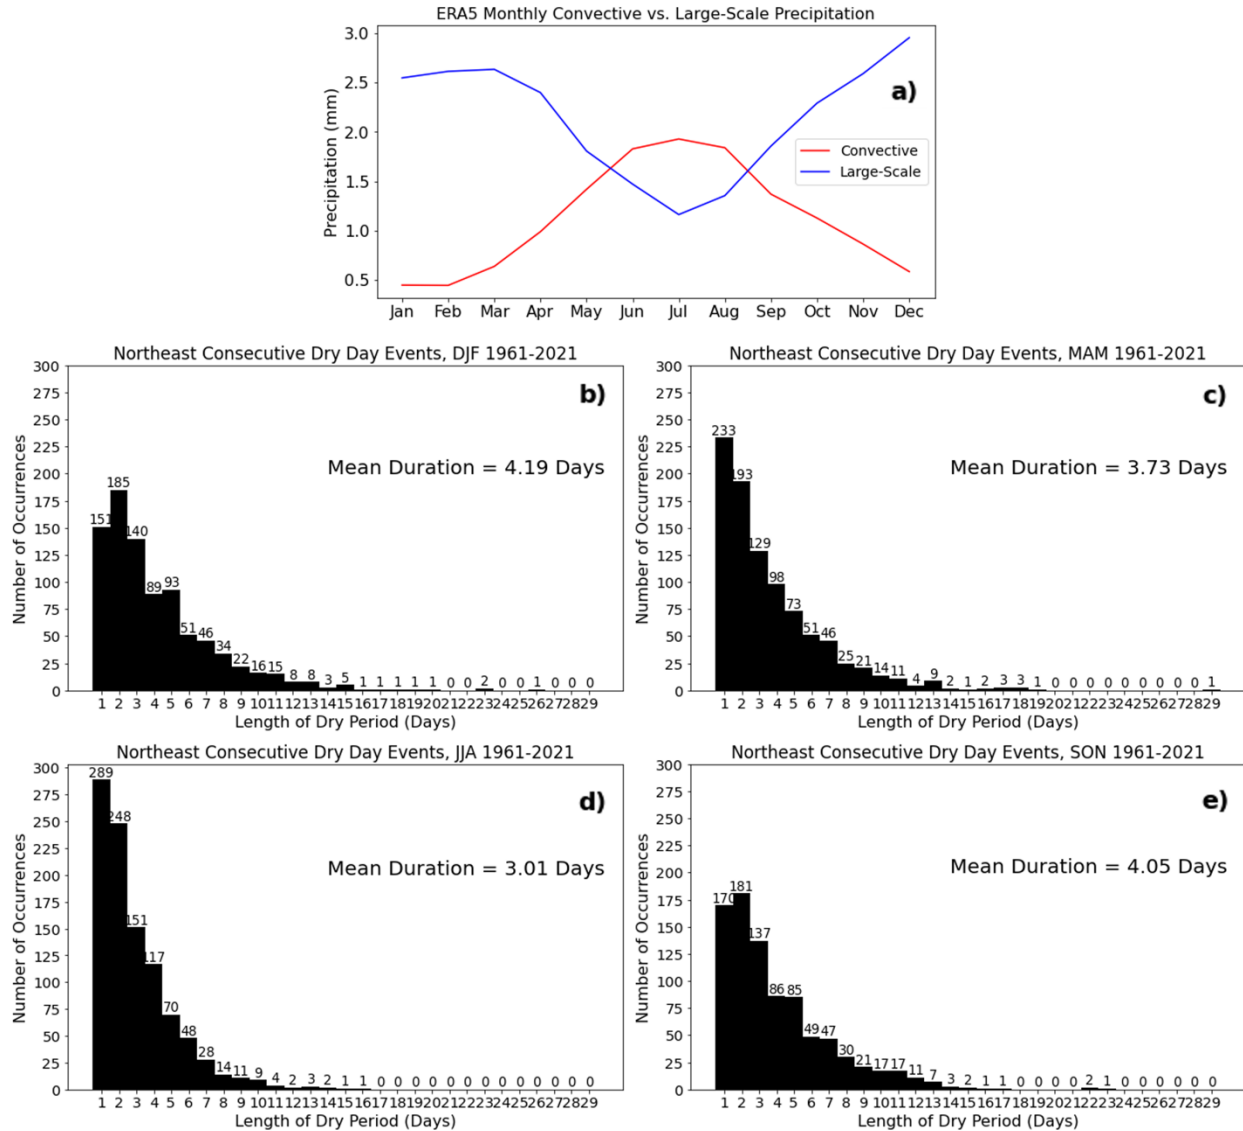 ERA5 Monthly Convective vs. Large-Scale Precipitation
3.0
2.5
2.0
1.5
1.0
0.5
Precipitation (mm)
a)
Convective
Large-Scale
Jan Feb Mar Apr May Jun Jul Aug Sep Oct Nov Dec
Northeast Consecutive Dry Day Events, DJF 1961-2021
300
275
250
225
200
175
150
125
100
75
50
25
0
Number of Occurrences
b)
Mean Duration = 4.19 Days
151 185 140 89 93 51 46 34 22 16 15 8 8 3 5 1 1 1 1 1 0 0 2 0 0 1 0 0 0
1 2 3 4 5 6 7 8 9 10 11 12 13 14 15 16 17 18 19 20 21 22 23 24 25 26 27 28 29
Length of Dry Period (Days)
Northeast Consecutive Dry Day Events, MAM 1961-2021
300
275
250
225
200
175
150
125
100
75
50
25
0
Number of Occurrences
c)
Mean Duration = 3.73 Days
233 193 129 98 73 51 46 25 21 14 11 4 9 2 1 2 3 3 1 0 0 0 0 0 0 0 0 0 1
1 2 3 4 5 6 7 8 9 10 11 12 13 14 15 16 17 18 19 20 21 22 23 24 25 26 27 28 29
Length of Dry Period (Days)
Northeast Consecutive Dry Day Events, JJA 1961-2021
300
275
250
225
200
175
150
125
100
75
50
25
0
Number of Occurrences
d)
Mean Duration = 3.01 Days
289 248 151 117 70 48 28 14 11 9 4 2 3 2 1 1 0 0 0 0 0 0 0 0 0 0 0 0 0
1 2 3 4 5 6 7 8 9 10 11 12 13 14 15 16 17 18 19 20 21 22 23 24 25 26 27 28 29
Length of Dry Period (Days)
Northeast Consecutive Dry Day Events, SON 1961-2021
300
275
250
225
200
175
150
125
100
75
50
25
0
Number of Occurrences
e)
Mean Duration = 4.05 Days
170 181 137 86 85 49 47 30 21 17 17 11 7 3 2 1 1 0 0 0 0 2 1 0 0 0 0 0 0
1 2 3 4 5 6 7 8 9 10 11 12 13 14 15 16 17 18 19 20 21 22 23 24 25 26 27 28 29
Length of Dry Period (Days)